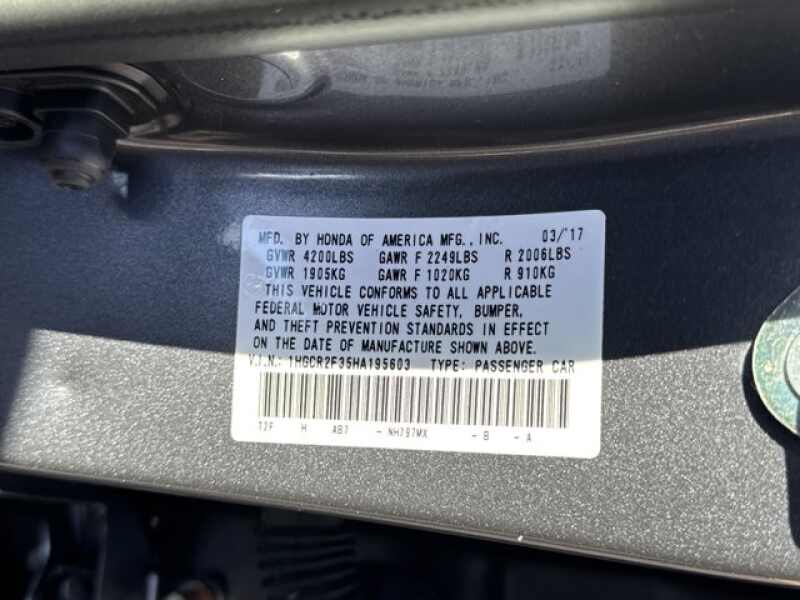 MFD. BY HONDA OF AMERICA MFG., INC. 03/'17
GVWR 4200LBS GAWR F 2249LBS R 2006LBS
GVWR 1905KG GAWR F 1020KG R 910KG
THIS VEHICLE CONFORMS TO ALL APPLICABLE
FEDERAL MOTOR VEHICLE SAFETY, BUMPER,
AND THEFT PREVENTION STANDARDS IN EFFECT
ON THE DATE OF MANUFACTURE SHOWN ABOVE.
V.I.N.: 1HGCR2F35HA195603 TYPE: PASSENGER CAR
T2F H AB7 - NH797MX - B - A